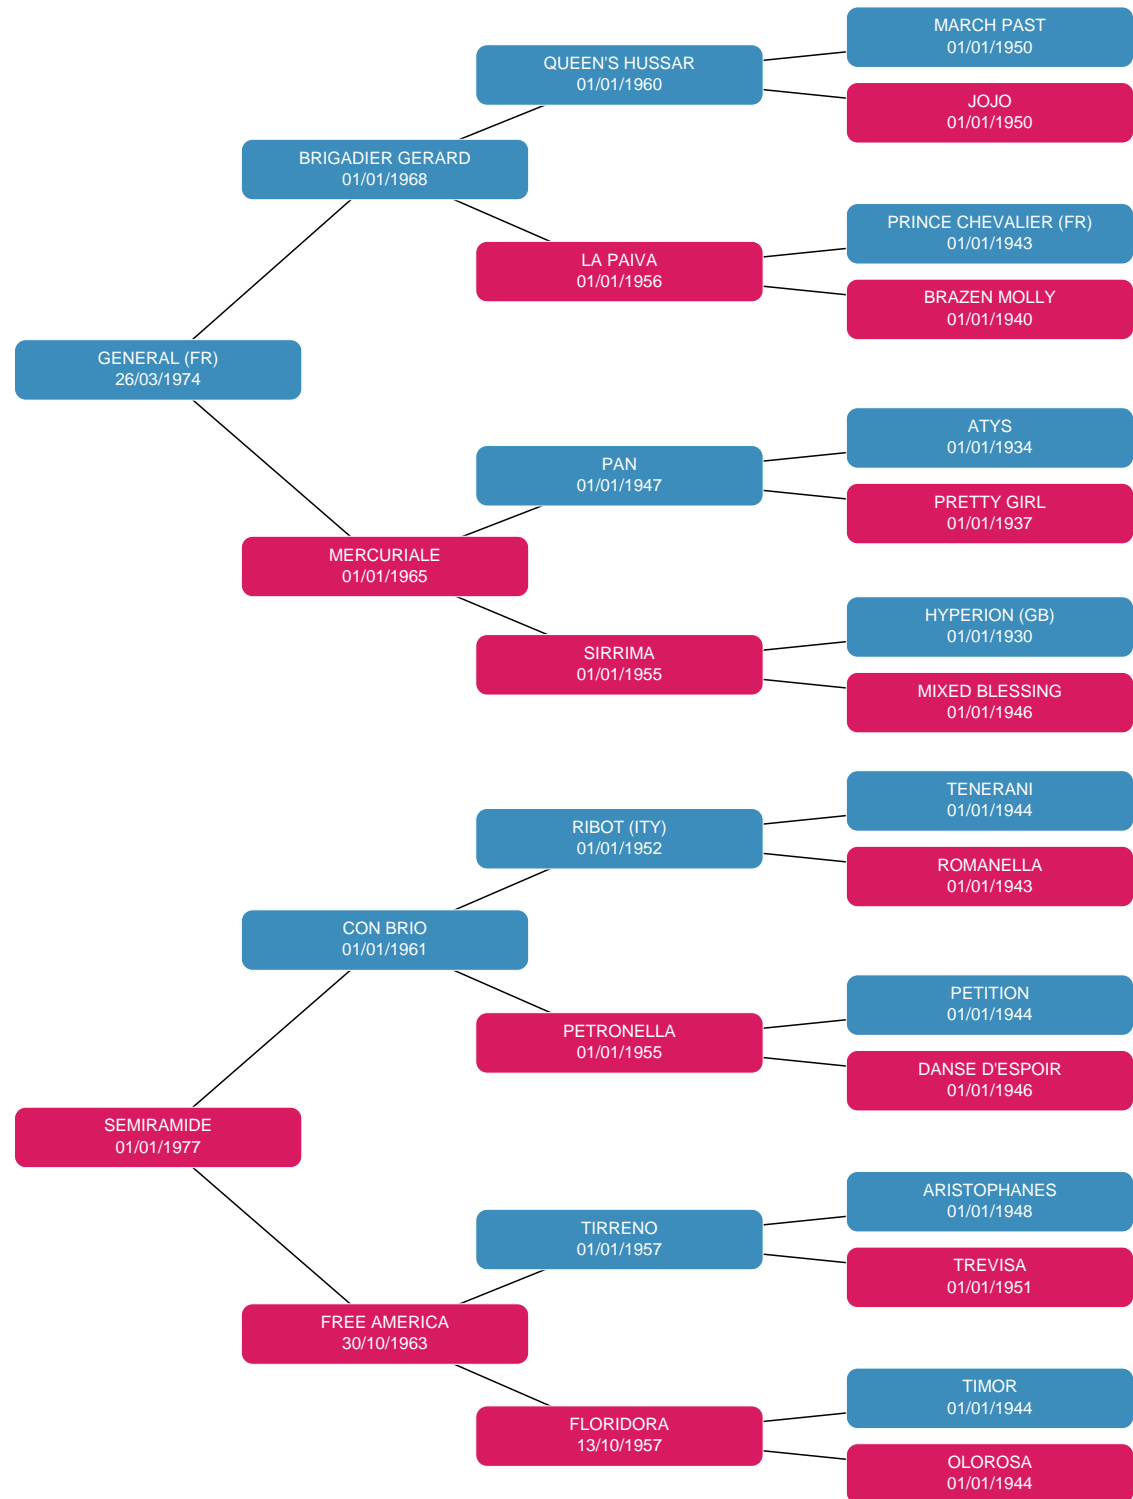 MARCH PAST
01/01/1950
QUEEN'S HUSSAR
01/01/1960
JOJO
01/01/1950
BRIGADIER GERARD
01/01/1968
PRINCE CHEVALIER (FR)
01/01/1943
LA PAIVA
01/01/1956
BRAZEN MOLLY
01/01/1940
GENERAL (FR)
26/03/1974
ATYS
01/01/1934
PAN
01/01/1947
PRETTY GIRL
01/01/1937
MERCURIALE
01/01/1965
HYPERION (GB)
01/01/1930
SIRRIMA
01/01/1955
MIXED BLESSING
01/01/1946
TENERANI
01/01/1944
RIBOT (ITY)
01/01/1952
ROMANELLA
01/01/1943
CON BRIO
01/01/1961
PETITION
01/01/1944
PETRONELLA
01/01/1955
DANSE D'ESPOIR
01/01/1946
SEMIRAMIDE
01/01/1977
ARISTOPHANES
01/01/1948
TIRRENO
01/01/1957
TREVISA
01/01/1951
FREE AMERICA
30/10/1963
TIMOR
01/01/1944
FLORIDORA
13/10/1957
OLOROSA
01/01/1944